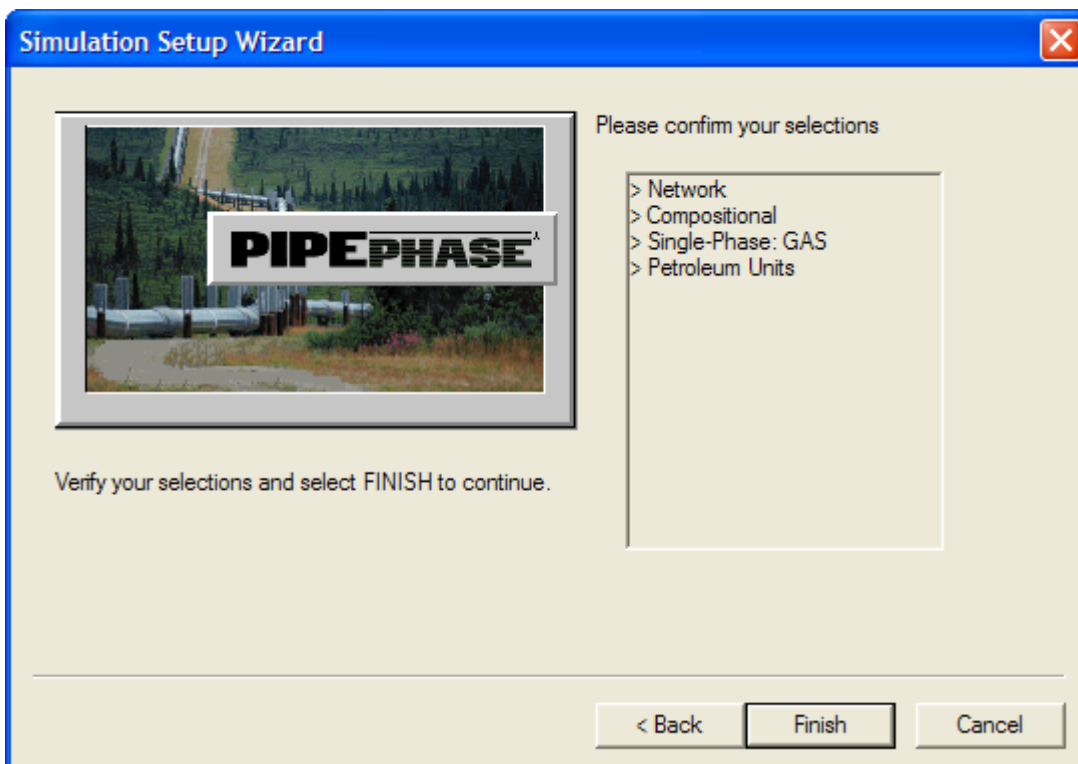 Simulation Setup Wizard
PIPEPHASE
Please confirm your selections
> Network
> Compositional
> Single-Phase: GAS
> Petroleum Units
Verify your selections and select FINISH to continue.
< Back
Finish
Cancel